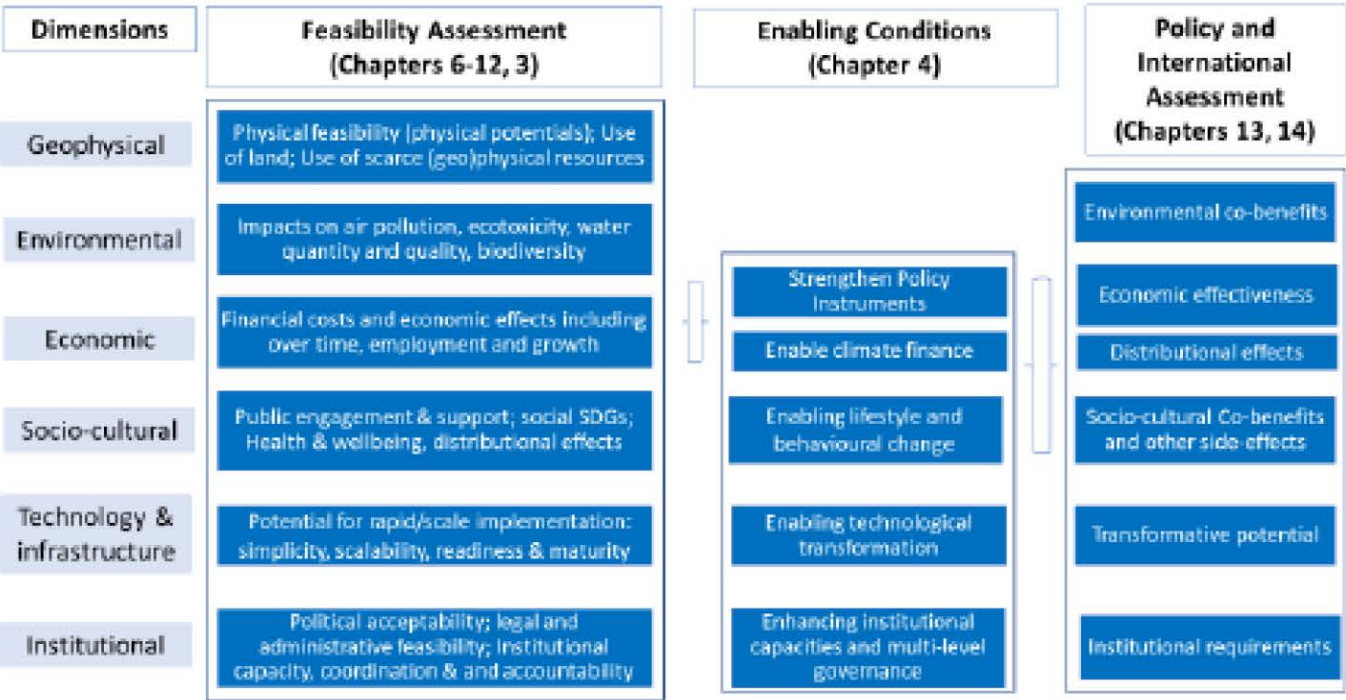 Dimensions
Feasibility Assessment
(Chapters 6-12, 3)
Enabling Conditions
(Chapter 4)
Policy and
International
Assessment
(Chapters 13, 14)
Geophysical
Physical feasibility (physical potentials); Use
of land; Use of scarce (geo)physical resources
Environmental
Impacts on air pollution, ecotoxicity, water
quantity and quality, biodiversity
Environmental co-benefits
Economic
Financial costs and economic effects including
over time, employment and growth
Strengthen Policy
Instruments
Enable climate finance
Economic effectiveness
Distributional effects
Socio-cultural
Public engagement & support; social SDGs;
Health & wellbeing, distributional effects
Enabling lifestyle and
behavioural change
Socio-cultural Co-benefits
and other side-effects
Technology &
infrastructure
Potential for rapid/scale implementation:
simplicity, scalability, readiness & maturity
Enabling technological
transformation
Transformative potential
Institutional
Political acceptability; legal and
administrative feasibility; Institutional
capacity, coordination & and accountability
Enhancing institutional
capacities and multi-level
governance
Institutional requirements